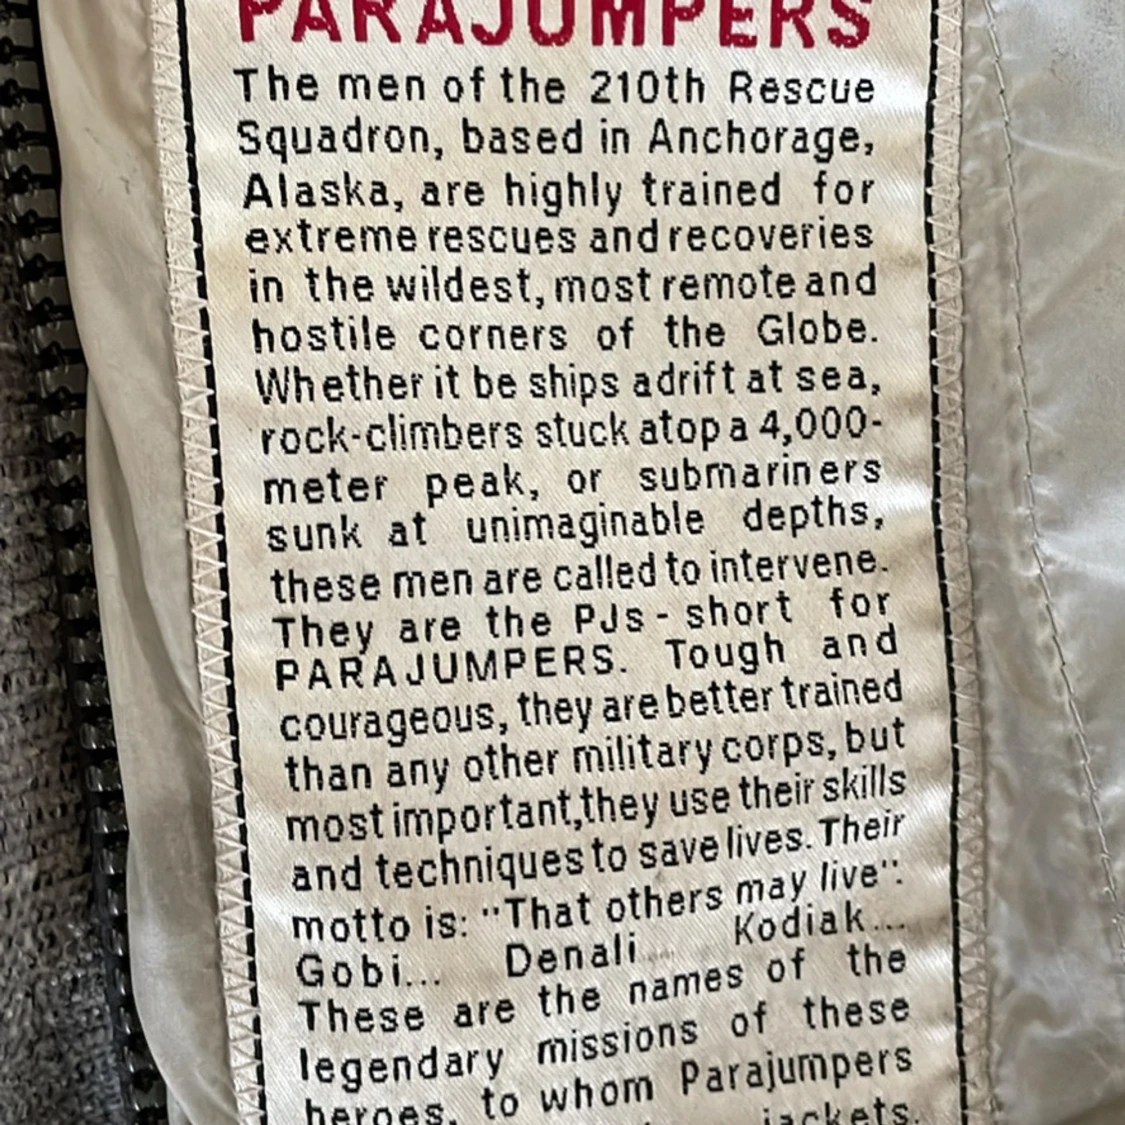 PARAJUMPERS
The men of the 210th Rescue
Squadron, based in Anchorage,
Alaska, are highly trained for
extreme rescues and recoveries
in the wildest, most remote and
hostile corners of the Globe.
Whether it be ships adrift at sea,
rock-climbers stuck atop a 4,000-
meter peak, or submariners
sunk at unimaginable depths,
these men are called to intervene.
They are the PJs - short for
PARAJUMPERS. Tough and
courageous, they are better trained
than any other military corps, but
most important,they use their skills
and techniques to save lives. Their
motto is: "That others may live".
Gobi... Denali... Kodiak...
These are the names of the
legendary missions of these
heroes, to whom Parajumpers
jackets.